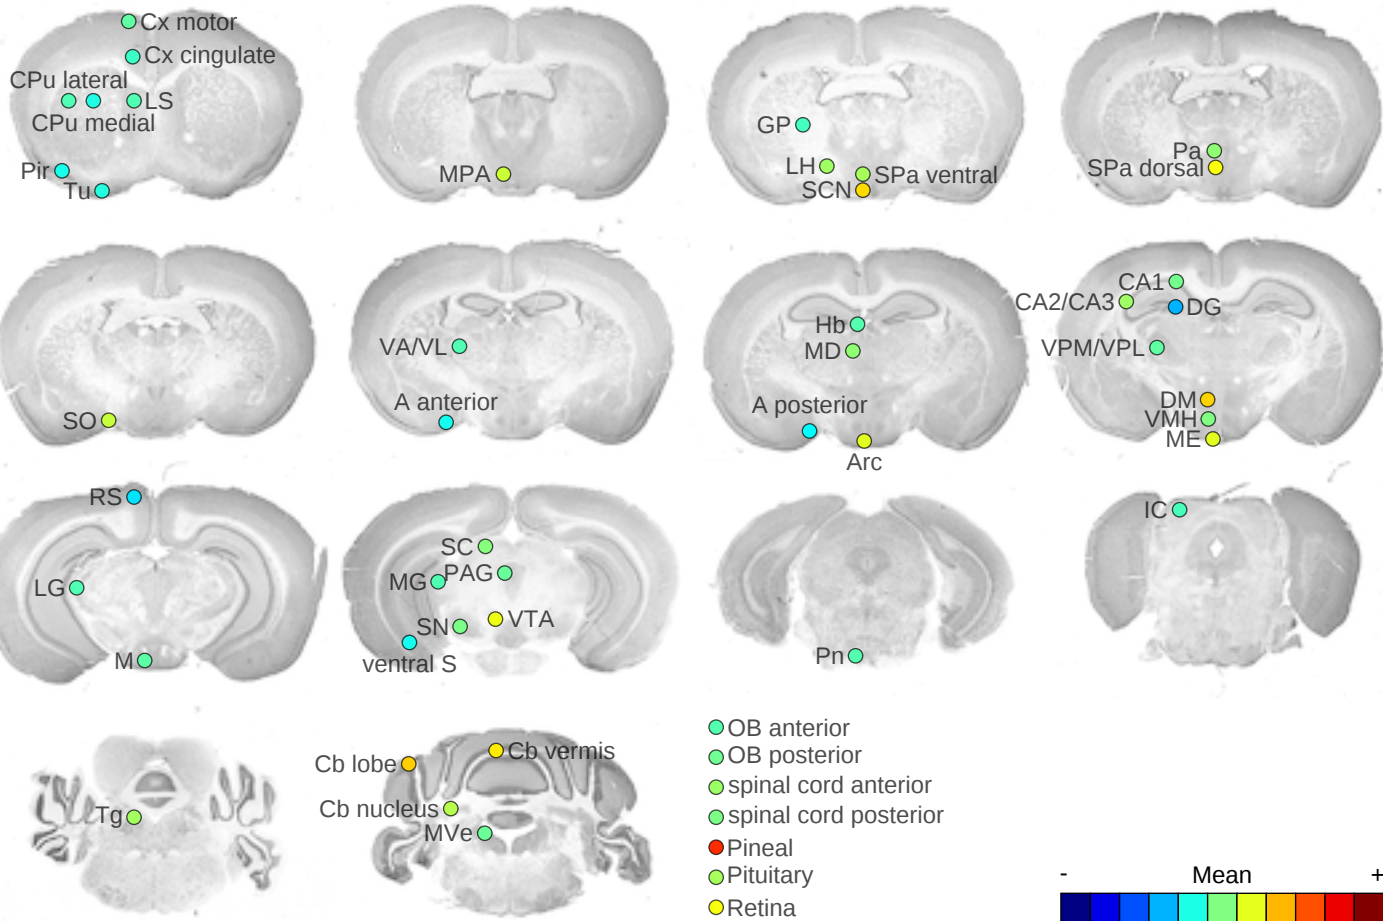 Cx motor
Cx cingulate
CPu lateral
LS
CPu medial
Pir
Tu
MPA
GP
LH
SPa ventral
SCN
Pa
SPa dorsal
SO
VA/VL
A anterior
Hb
MD
A posterior
Arc
CA1
CA2/CA3
DG
VPM/VPL
DM
VMH
ME
RS
LG
M
SC
MG
PAG
SN
VTA
ventral S
Pn
IC
Tg
Cb lobe
Cb vermis
Cb nucleus
MVe
OB anterior
OB posterior
spinal cord anterior
spinal cord posterior
Pineal
Pituitary
Retina
- Mean +